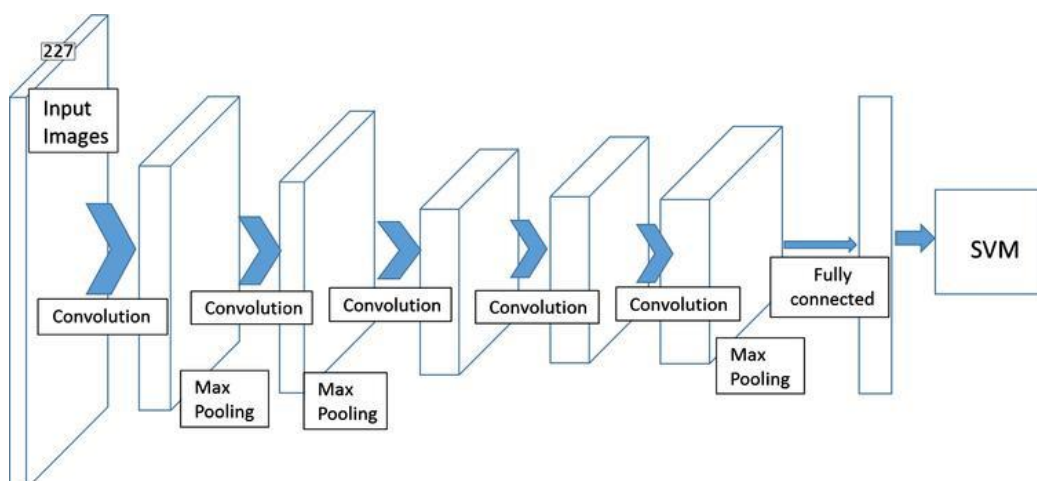 227
Input
Images
Convolution
Max
Pooling
Convolution
Max
Pooling
Convolution
Convolution
Convolution
Max
Pooling
Fully
connected
SVM